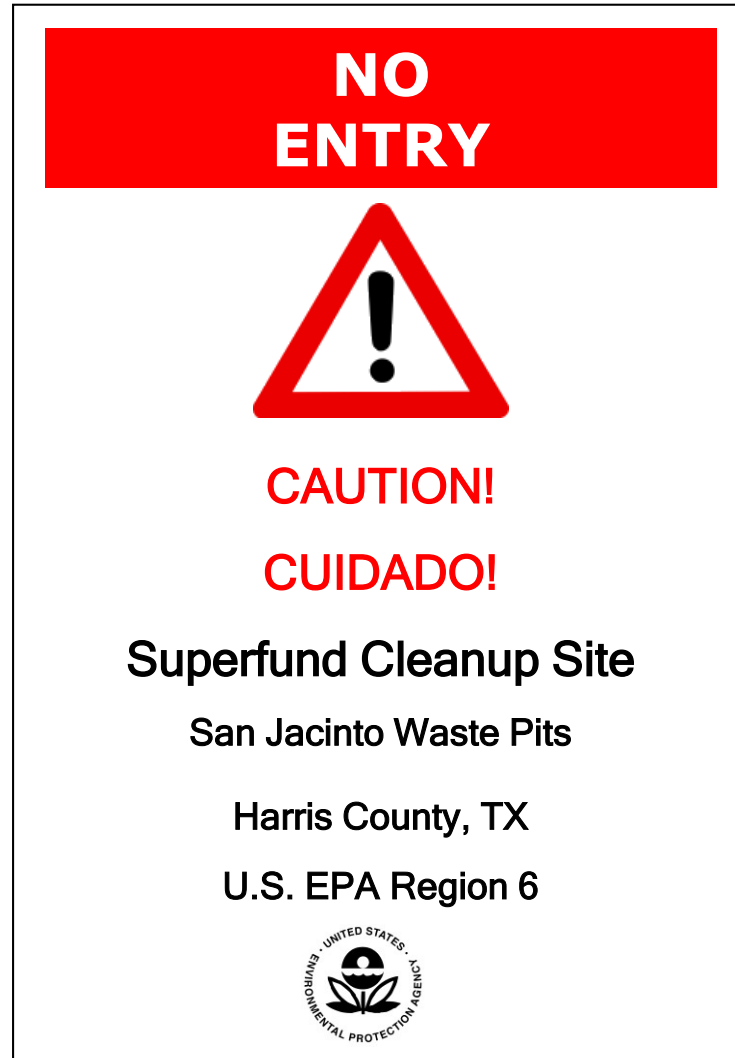 NO
ENTRY
CAUTION!
CUIDADO!
Superfund Cleanup Site
San Jacinto Waste Pits
Harris County, TX
U.S. EPA Region 6
UNITED STATES
ENVIRONMENTAL PROTECTION AGENCY